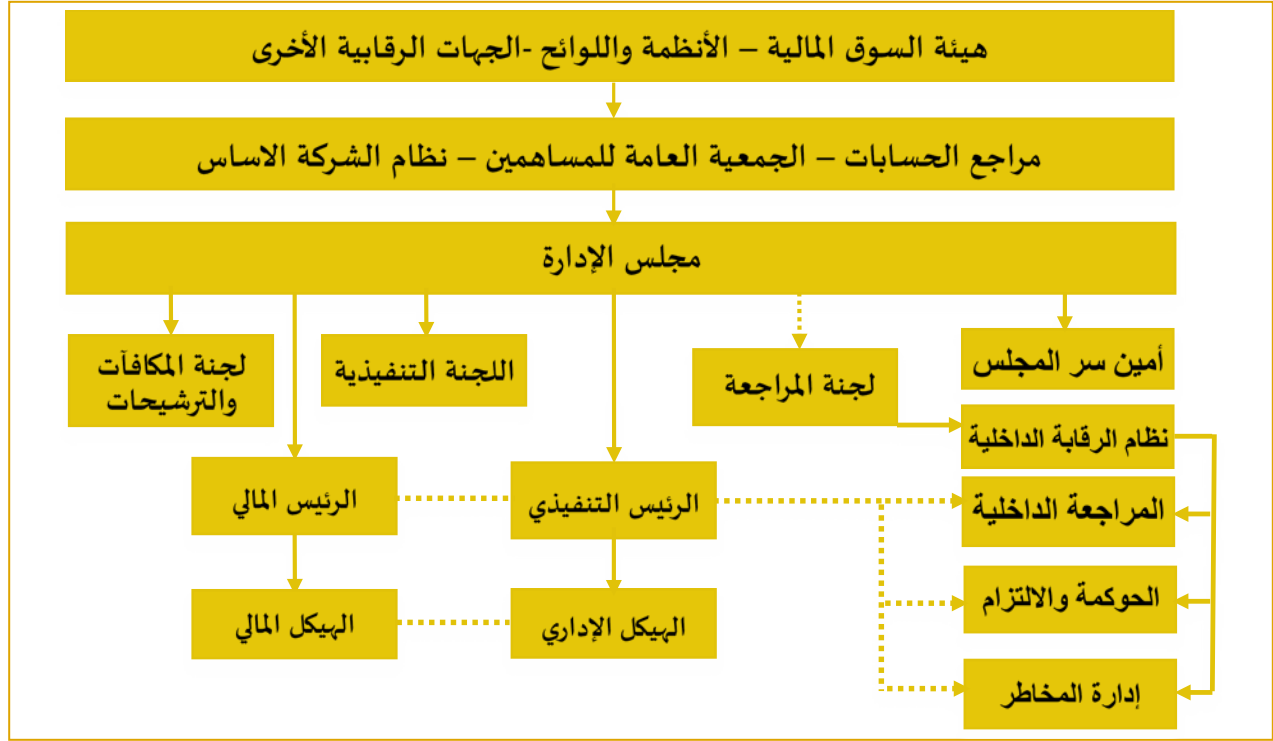 هيئة السوق المالية – الأنظمة واللوائح -الجهات الرقابية الأخرى
مراجع الحسابات – الجمعية العامة للمساهمين – نظام الشركة الاساس
مجلس الإدارة
أمين سر المجلس
لجنة المراجعة
اللجنة التنفيذية
لجنة المكافآت
والترشيحات
نظام الرقابة الداخلية
المراجعة الداخلية
الرئيس التنفيذي
الرئيس المالي
الحوكمة والالتزام
الهيكل الإداري
الهيكل المالي
إدارة المخاطر